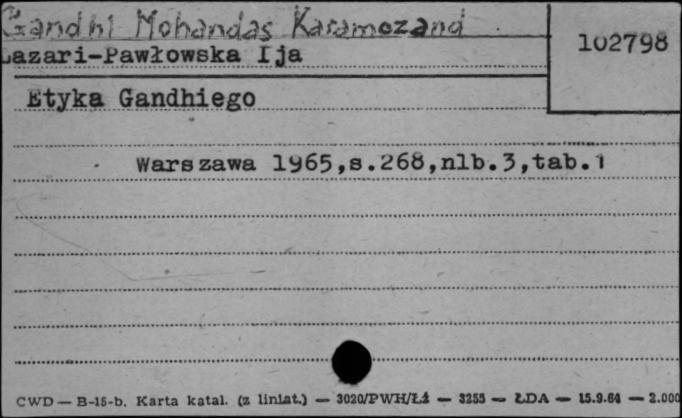 Gandhi Mohandas Karamozand
102798
Lazari-Pawłowska Ija
Etyka Gandhiego
Warszawa 1965,s.268,nlb.3,tab.1
CWD — B-15-b. Karta katal. (z liniat.) — 3020/PWH/Łź — 3255 — ŁDA — 15.9.64 — 2.000